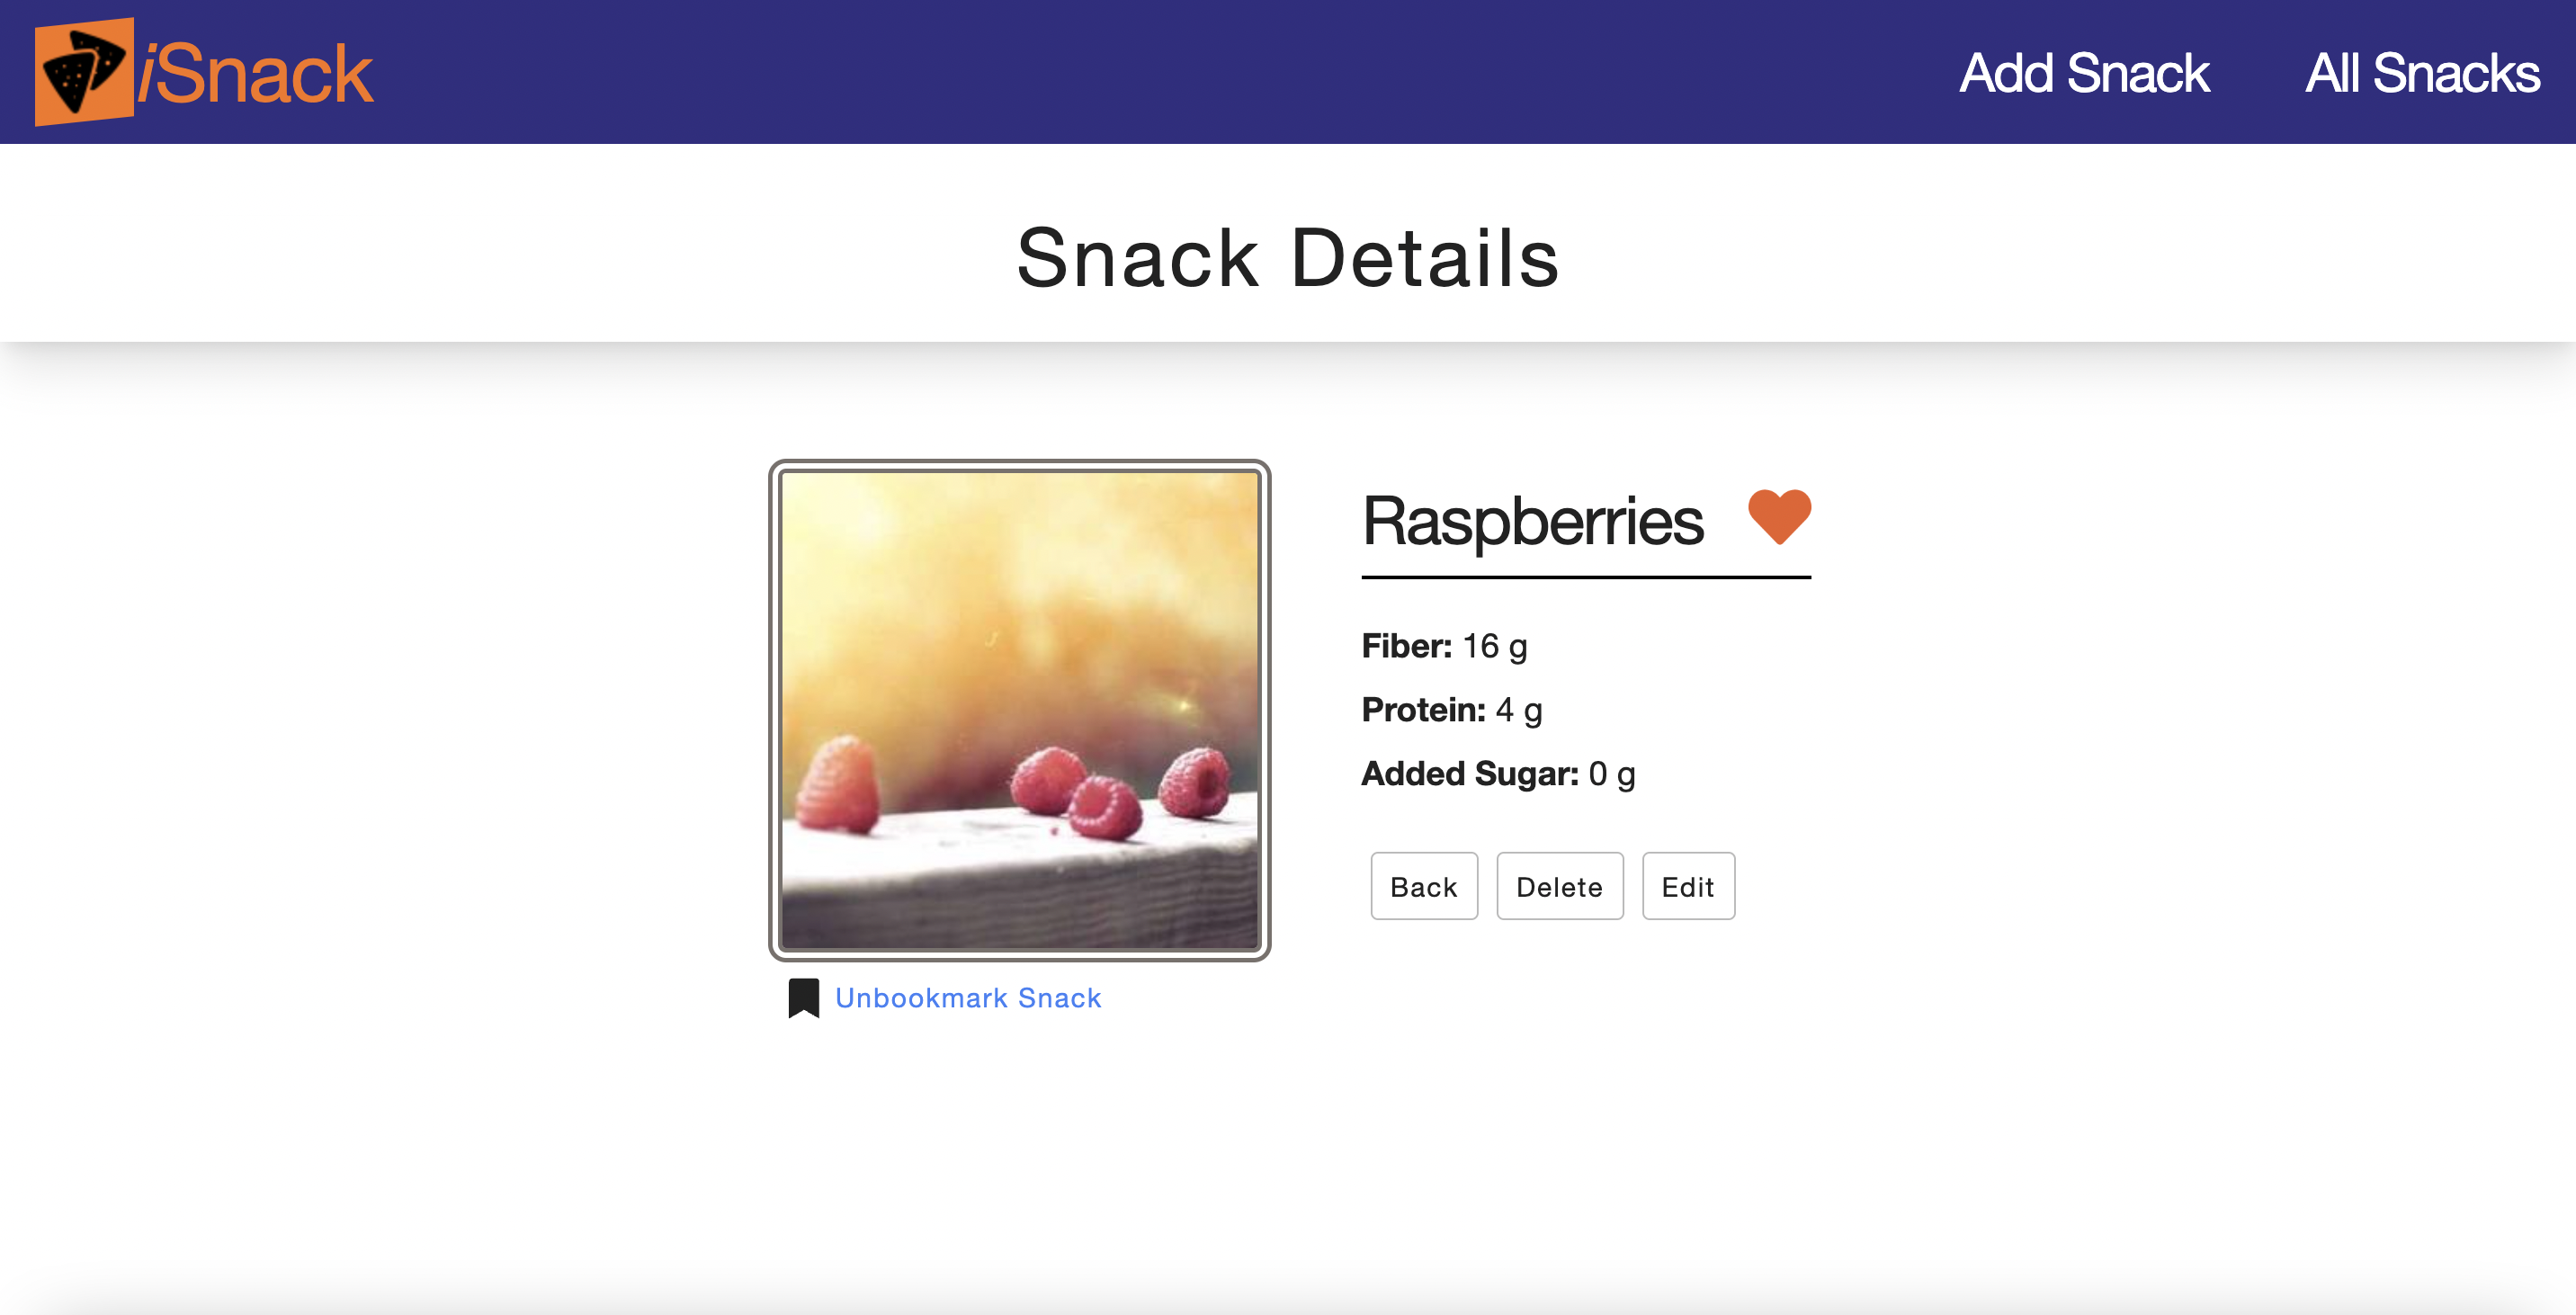 iSnack
Add Snack
All Snacks
Snack Details
Raspberries
Fiber: 16 g
Protein: 4 g
Added Sugar: 0 g
Back
Delete
Edit
Unbookmark Snack